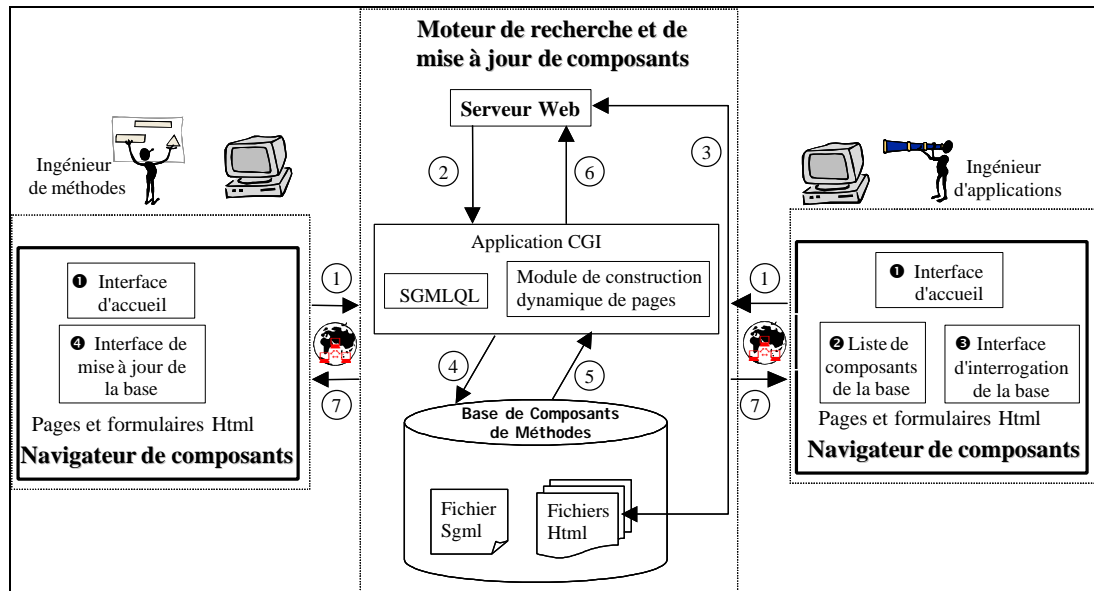 Moteur de recherche et de
mise à jour de composants
Serveur Web
2
6
3
Ingénieur
de méthodes
Ingénieur
d'applications
Application CGI
SGMLQL
Module de construction
dynamique de pages
1
1
❶ Interface
d'accueil
❹ Interface de
mise à jour de
la base
Pages et formulaires Html
Navigateur de composants
7
4
5
7
Base de Composants
de Méthodes
Fichier
Sgml
Fichiers
Html
❶ Interface
d'accueil
❷ Liste de
composants
de la base
❸ Interface
d'interrogation
de la base
Pages et formulaires Html
Navigateur de composants